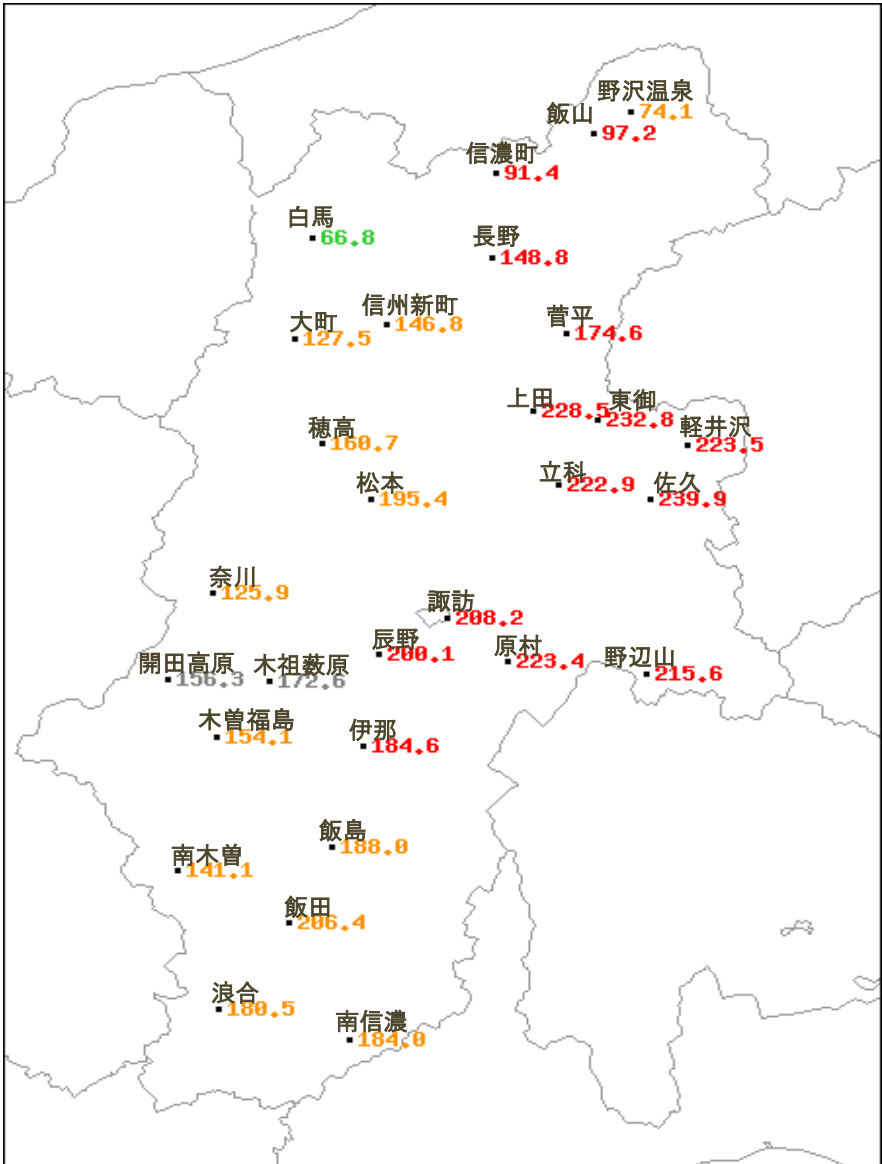 野沢温泉
74.1
飯山
97.2
信濃町
91.4
白馬
66.8
長野
148.8
信州新町
146.8
大町
127.5
菅平
174.6
上田
228.5
東御
232.8
軽井沢
223.5
穂高
160.7
松本
195.4
立科
222.9
佐久
239.9
奈川
125.9
諏訪
208.2
辰野
200.1
原村
223.4
野辺山
215.6
開田高原
156.3
木祖薮原
172.6
木曽福島
154.1
伊那
184.6
飯島
188.0
南木曽
141.1
飯田
206.4
浪合
180.5
南信濃
184.0